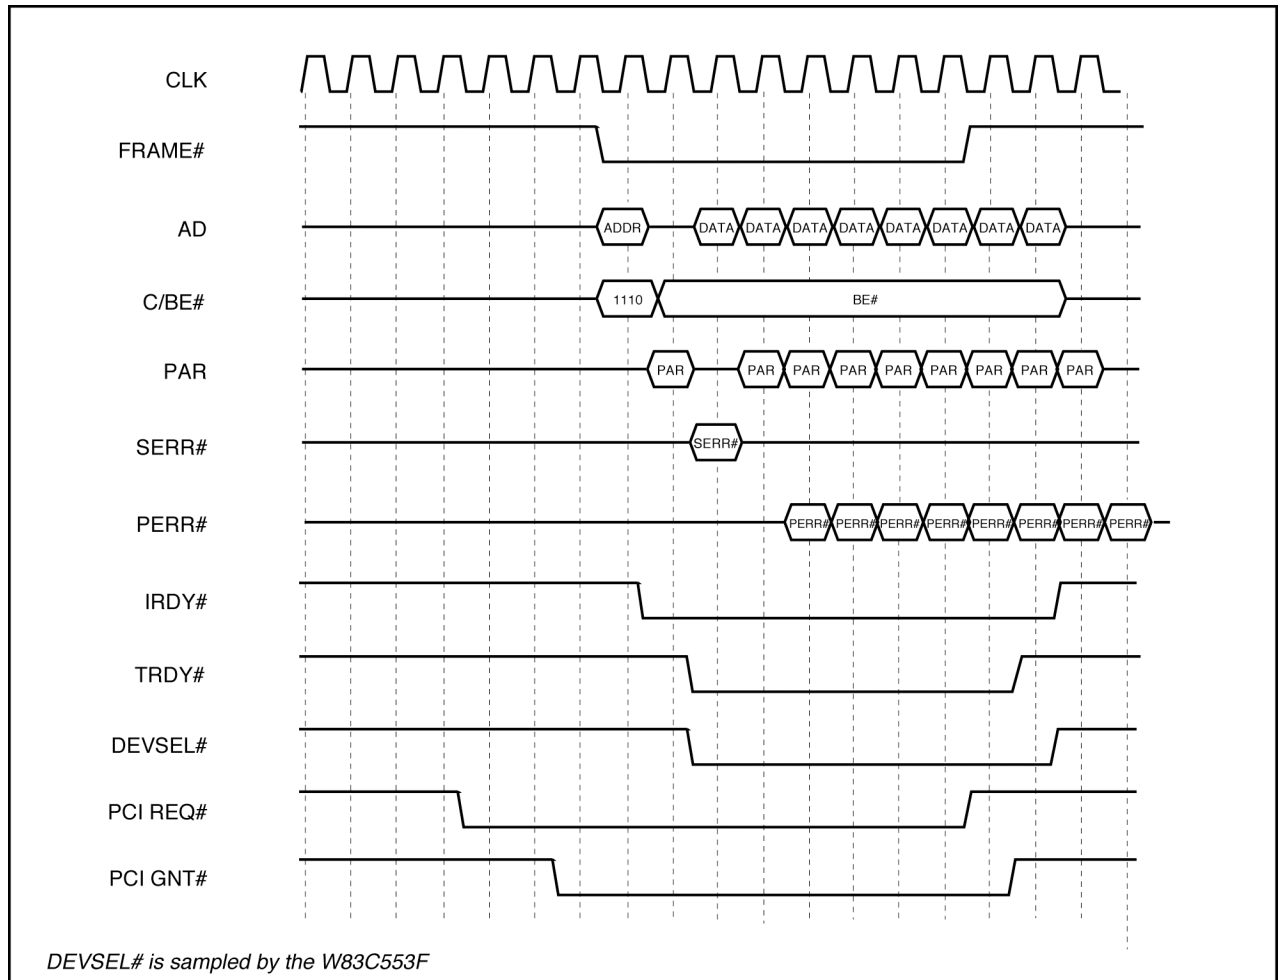 CLK
FRAME#
AD ADDR DATA DATA DATA DATA DATA DATA DATA DATA
C/BE# 1110 BE#
PAR PAR PAR PAR PAR PAR PAR PAR PAR PAR
SERR# SERR#
PERR# PERR# PERR# PERR# PERR# PERR# PERR# PERR# PERR#
IRDY#
TRDY#
DEVSEL#
PCI REQ#
PCI GNT#
DEVSEL# is sampled by the W83C553F